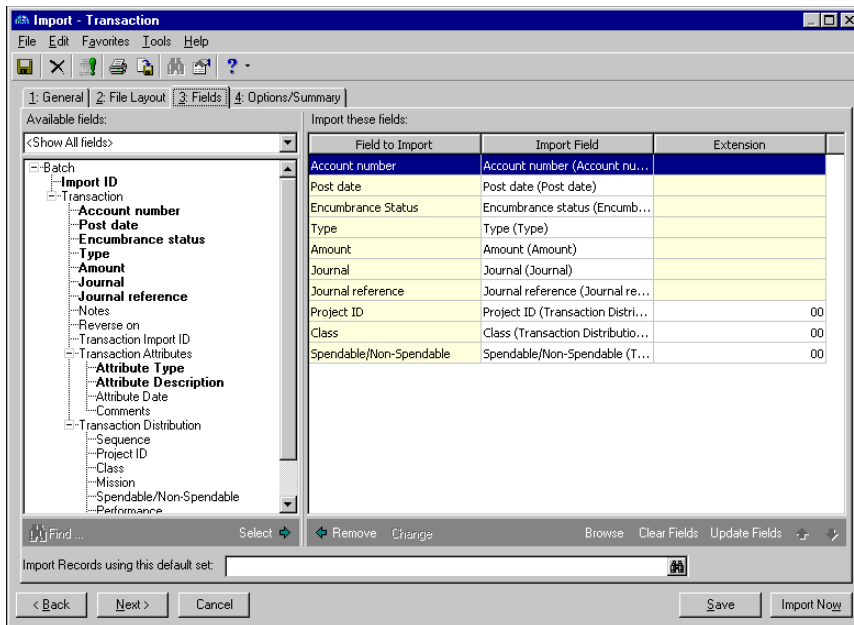 Import - Transaction
File Edit Favorites Tools Help
1: General 2: File Layout 3: Fields 4: Options/Summary
Available fields:
Import these fields:
<Show All fields>
Batch
Import ID
Transaction
Account number
Post date
Encumbrance status
Type
Amount
Journal
Journal reference
Notes
Reverse on
Transaction Import ID
Transaction Attributes
Attribute Type
Attribute Description
Attribute Date
Comments
Transaction Distribution
Sequence
Project ID
Class
Mission
Spendable/Non-Spendable
Performance
Field to Import Import Field Extension
Account number Account number (Account nu...
Post date Post date (Post date)
Encumbrance Status Encumbrance status (Encumb...
Type Type (Type)
Amount Amount (Amount)
Journal Journal (Journal)
Journal reference Journal reference (Journal re...
Project ID Project ID (Transaction Distri... 00
Class Class (Transaction Distributio... 00
Spendable/Non-Spendable Spendable/Non-Spendable (T... 00
Find ... Select Remove Change Browse Clear Fields Update Fields
Import Records using this default set:
< Back Next > Cancel Save Import Now